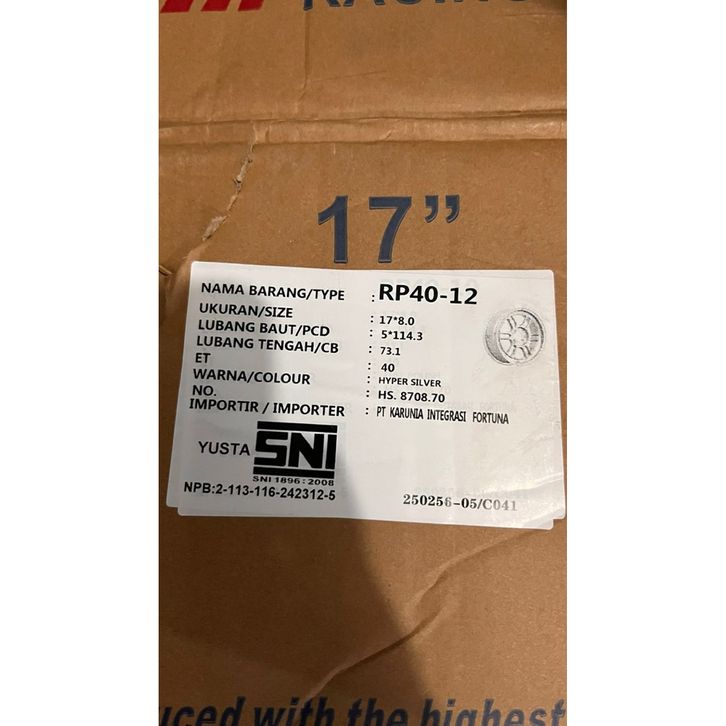 RACING
17”
NAMA BARANG/TYPE : RP40-12
UKURAN/SIZE : 17*8.0
LUBANG BAUT/PCD : 5*114.3
LUBANG TENGAH/CB : 73.1
ET : 40
WARNA/COLOUR : HYPER SILVER
NO. : HS. 8708.70
IMPORTIR / IMPORTER : PT KARUNIA INTEGRASI FORTUNA
YUSTA SNI
SNI 1896:2008
NPB:2-113-116-242312-5
250256-05/C041
with the highest